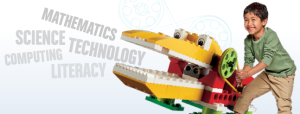 MATHEMATICS
SCIENCE TECHNOLOGY
COMPUTING
LITERACY